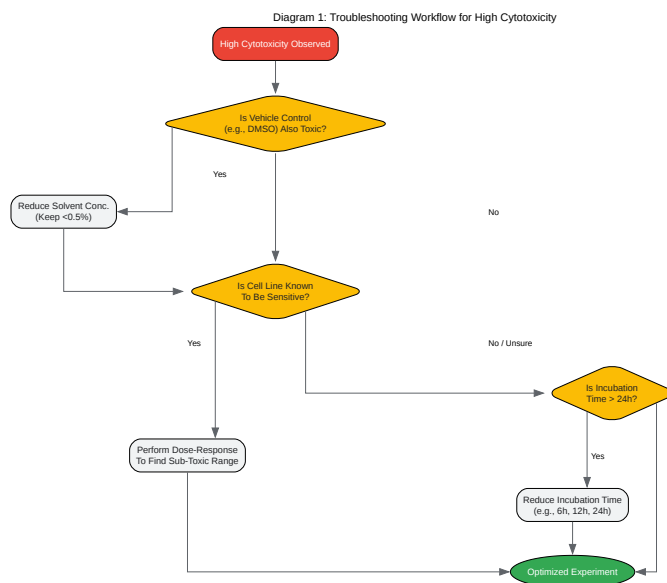 Diagram 1: Troubleshooting Workflow for High Cytotoxicity
High Cytotoxicity Observed
Is Vehicle Control
(e.g., DMSO) Also Toxic?
Yes
Reduce Solvent Conc.
(Keep <0.5%)
No
Is Cell Line Known
To Be Sensitive?
Yes
No / Unsure
Is Incubation
Time > 24h?
Perform Dose-Response
To Find Sub-Toxic Range
Yes
Reduce Incubation Time
(e.g., 6h, 12h, 24h)
Optimized Experiment